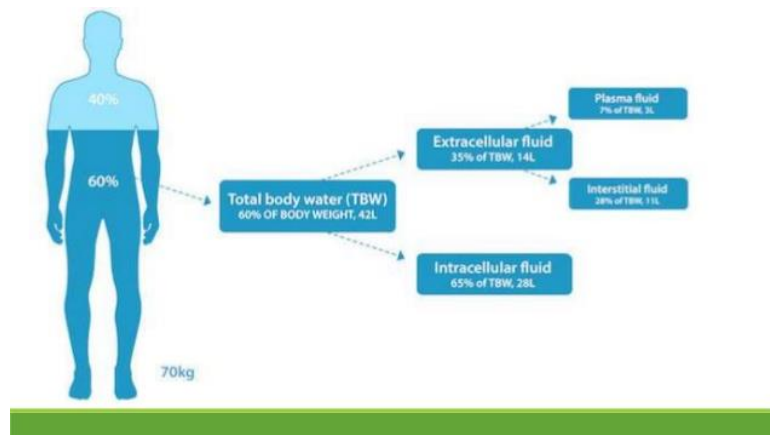 40%
60%
Total body water (TBW)
60% OF BODY WEIGHT, 42L
Extracellular fluid
35% of TBW, 14L
Plasma fluid
7% of TBW, 3L
Interstitial fluid
28% of TBW, 11L
Intracellular fluid
65% of TBW, 28L
70kg